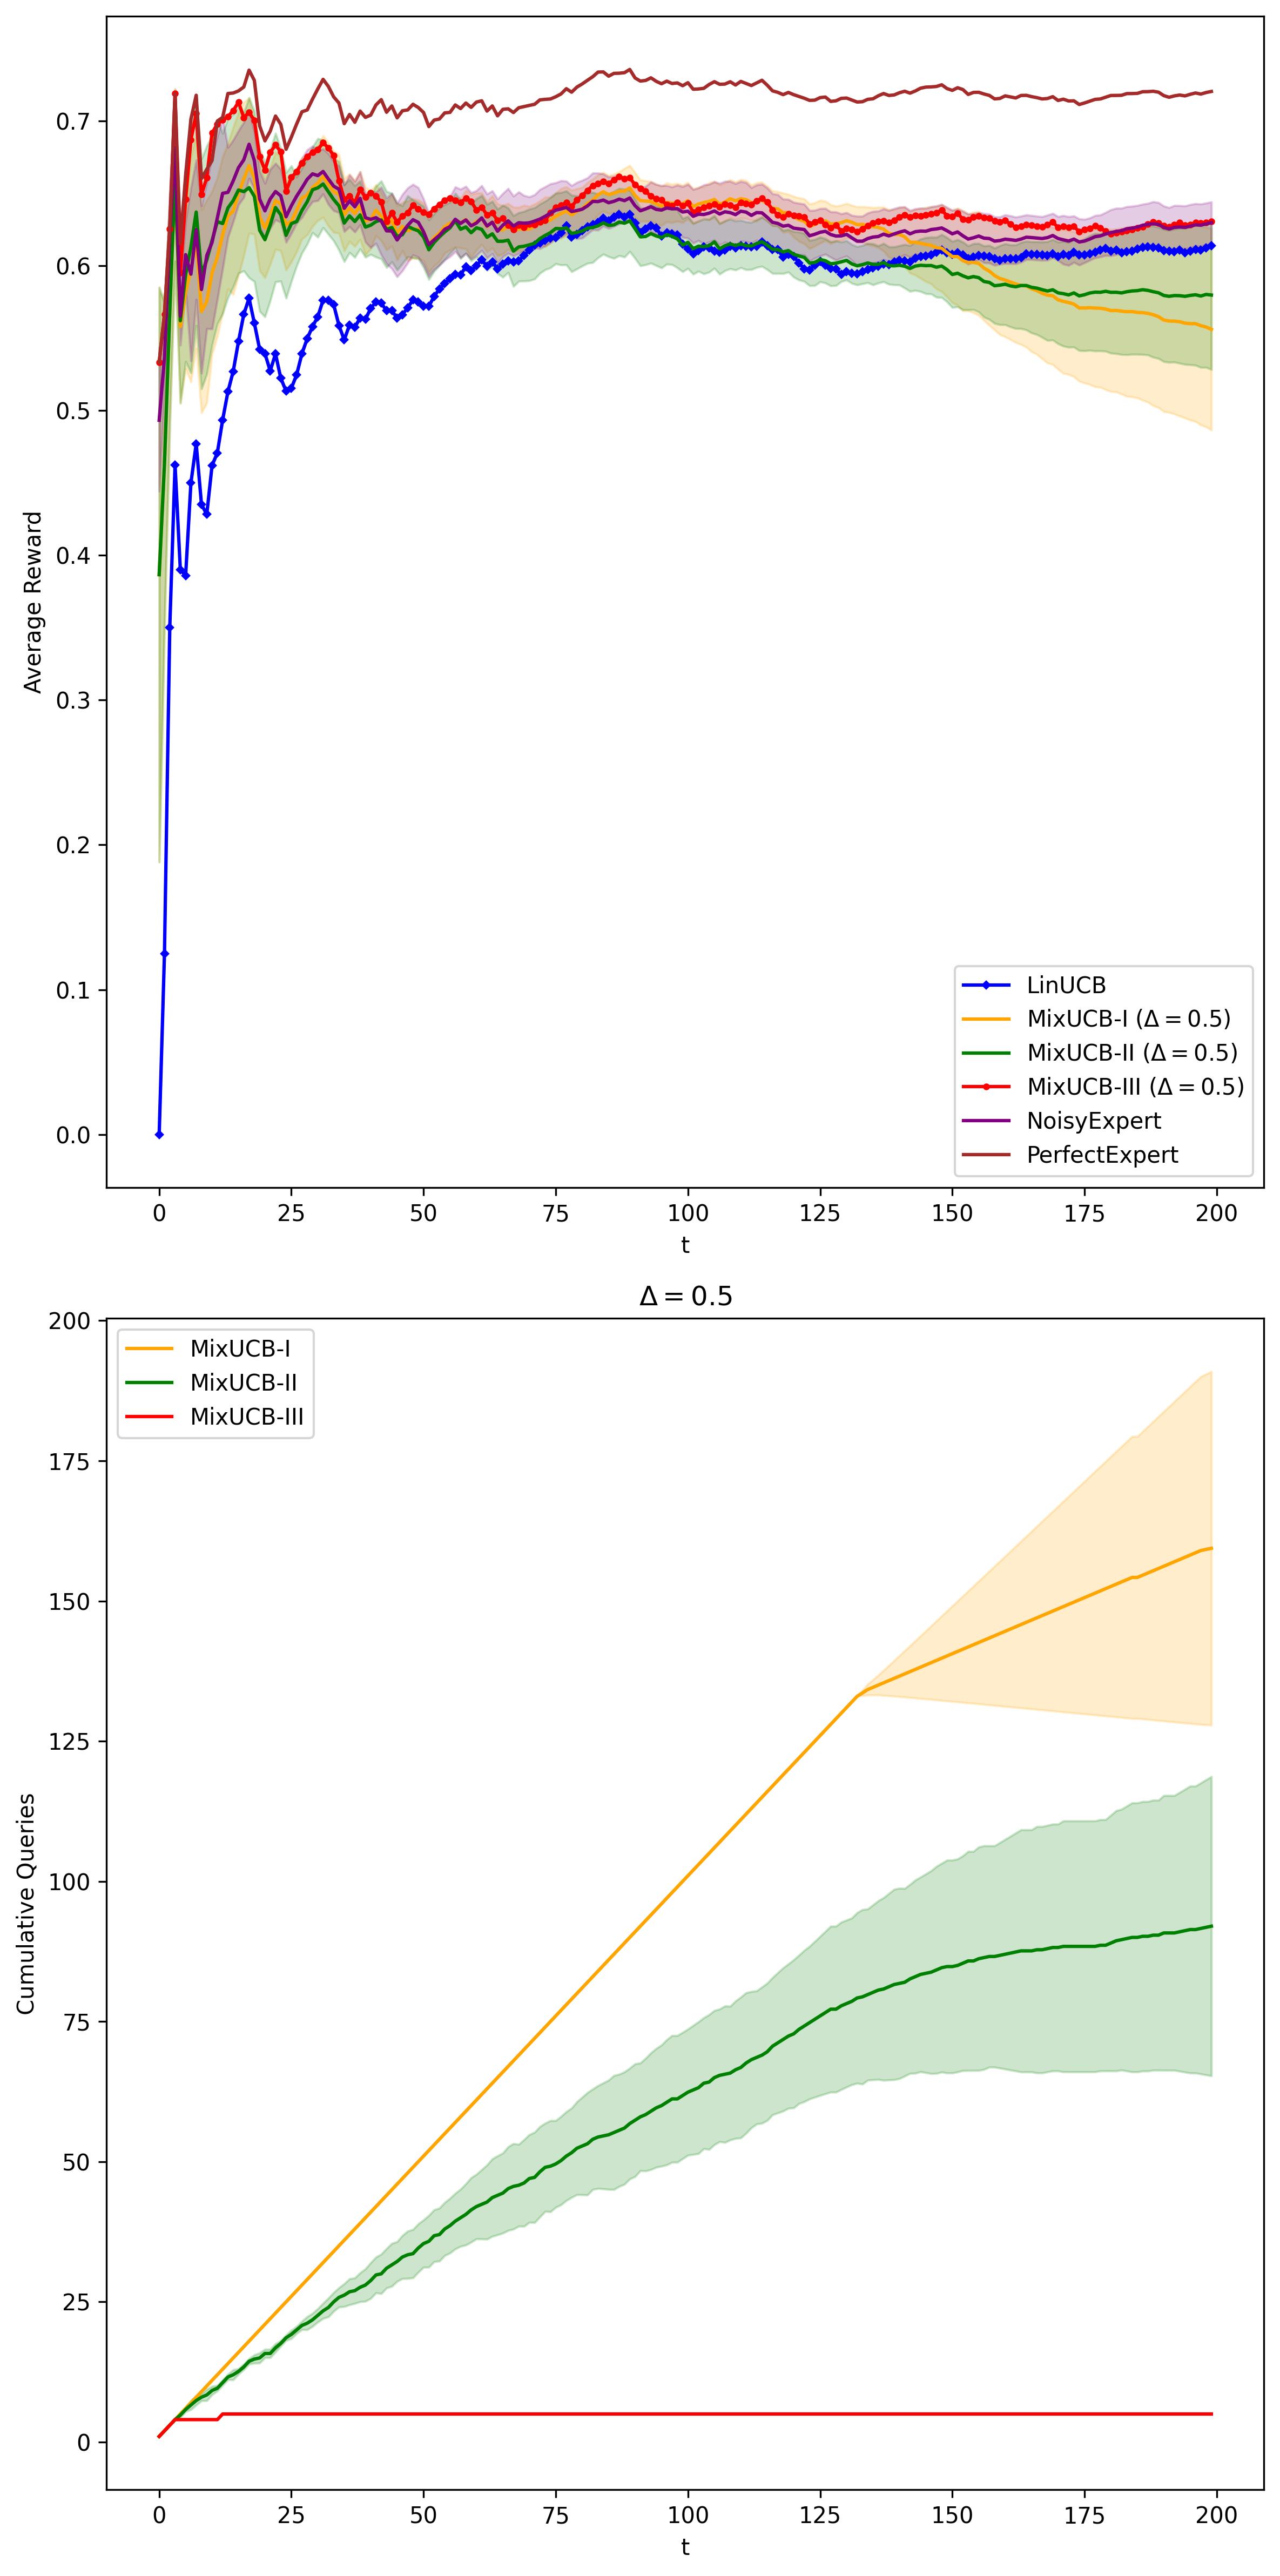 0.7
0.6
0.5
0.4
0.3
0.2
0.1
0.0
Average Reward
LinUCB
MixUCB-I (Δ = 0.5)
MixUCB-II (Δ = 0.5)
MixUCB-III (Δ = 0.5)
NoisyExpert
PerfectExpert
0 25 50 75 100 125 150 175 200
t
Δ = 0.5
200
175
150
125
100
75
50
25
0
Cumulative Queries
MixUCB-I
MixUCB-II
MixUCB-III
0 25 50 75 100 125 150 175 200
t